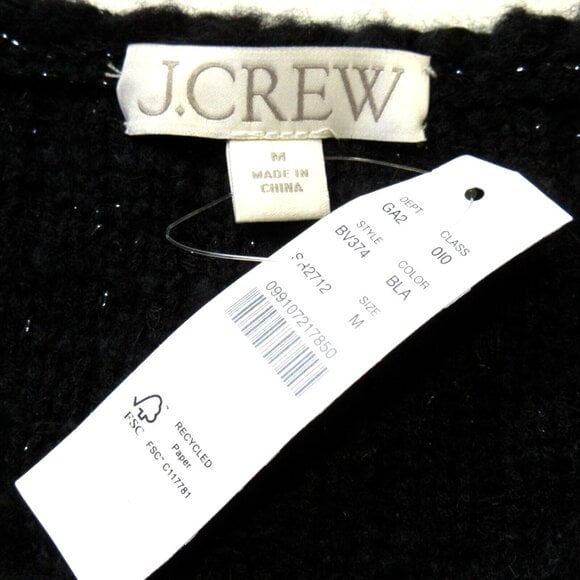 J.CREW
M
MADE IN
CHINA
DEPT CLASS
GA2 010
STYLE COLOR
BV374 BLA
SIZE
M
099107217850
FSC
RECYCLED
Paper
FSC® C117781